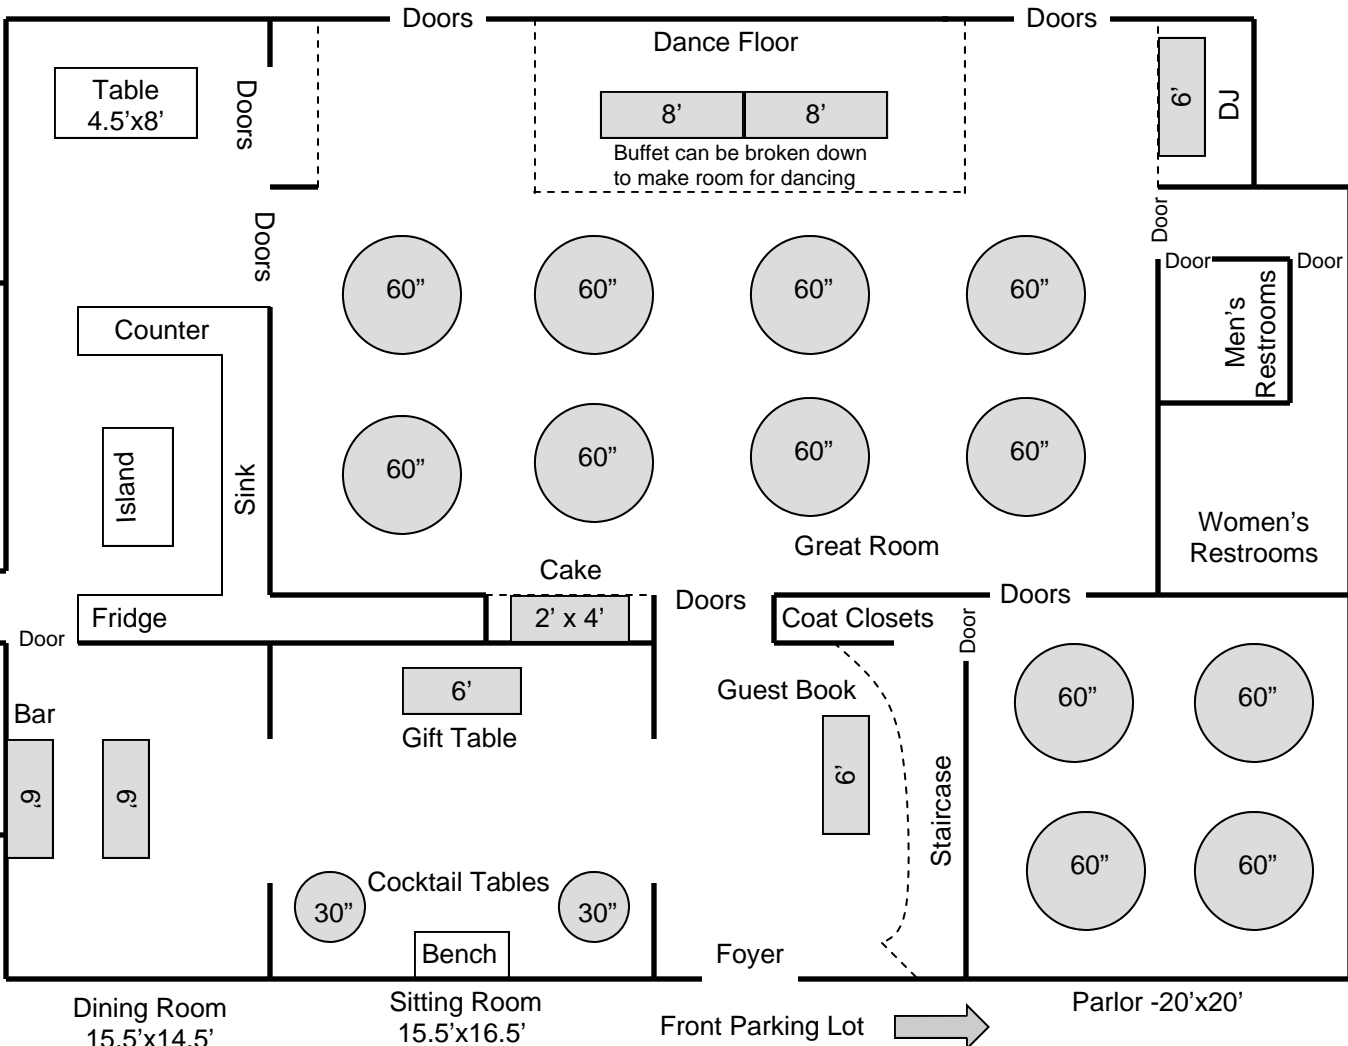 Doors
Doors
Dance Floor
Table
4.5’x8’
Doors
8’
8’
6’
DJ
Buffet can be broken down
to make room for dancing
Doors
Door
Door
Door
60”
60”
60”
60”
Men’s
Restrooms
Counter
Island
Sink
60”
60”
60”
60”
Women’s
Restrooms
Great Room
Cake
2’ x 4’
Doors
Doors
Fridge
Coat Closets
Door
Door
6’
Gift Table
Guest Book
60”
60”
Bar
6’
6’
6’
Staircase
Cocktail Tables
30”
30”
60”
60”
Bench
Foyer
Dining Room
15.5’x14.5’
Sitting Room
15.5’x16.5’
Front Parking Lot
Parlor -20’x20’